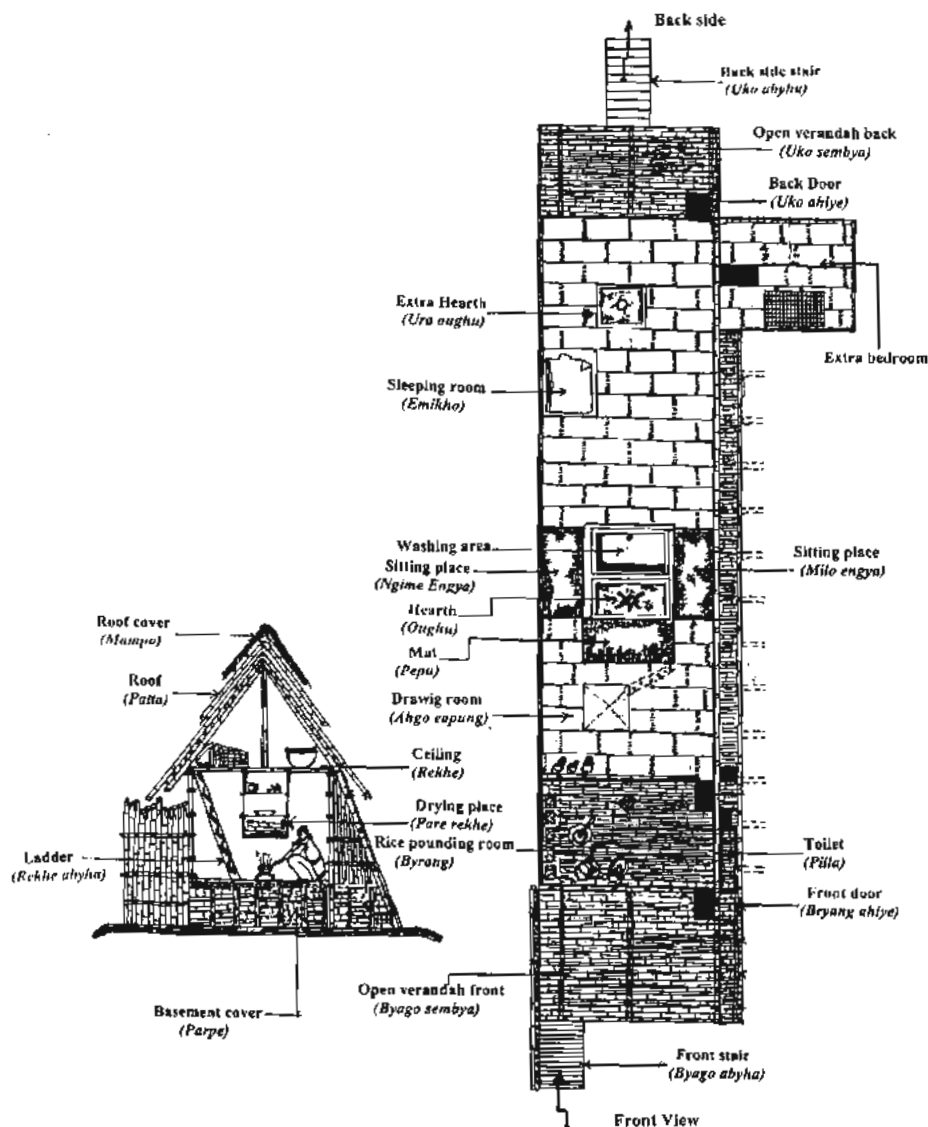 Back side
Back side stair
(Uko abyhu)
Open verandah back
(Uko sembya)
Back Door
(Uko ahiye)
Extra Hearth
(Ura oughu)
Extra bedroom
Sleeping room
(Emikho)
Washing area
Sitting place
(Ngime Engya)
Sitting place
(Milo engya)
Hearth
(Oughu)
Mat
(Pepu)
Drawig room
(Ahgo eapung)
Roof cover
(Mampo)
Roof
(Patta)
Ceiling
(Rekhe)
Drying place
(Pare rekhe)
Rice pounding room
(Byrang)
Ladder
(Rekhe abyha)
Toilet
(Pilla)
Front door
(Bryang ahiye)
Open verandah front
(Byago sembya)
Basement cover
(Parpe)
Front stair
(Byago abyha)
Front View